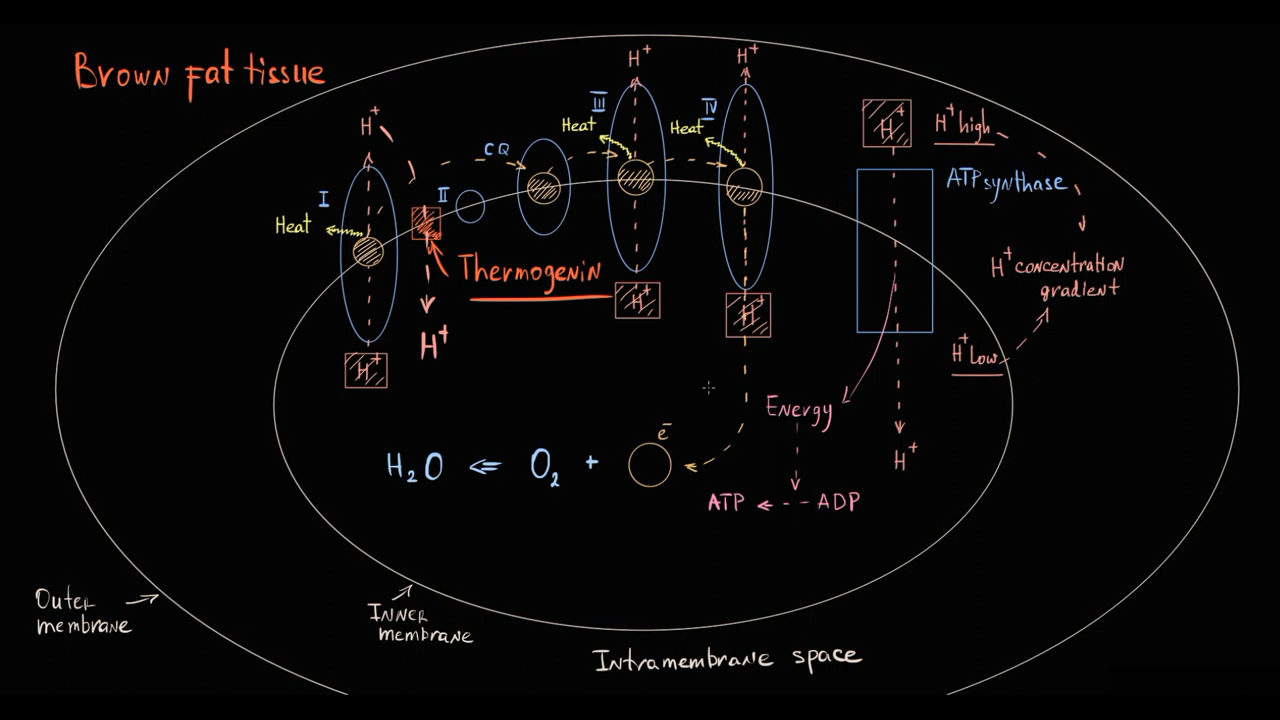 Brown fat tissue
H+
H+
H+
III
IV
Heat
Heat
H+
H+ high
CQ
I
II
ATP synthase
Heat
Thermogenin
H+ concentration
gradient
H+
H+
H+
H+
H+ Low
Energy
e-
H2O ⇐ O2 +
H+
ATP ADP
Outer
membrane
INNER
membrane
Intramembrane space